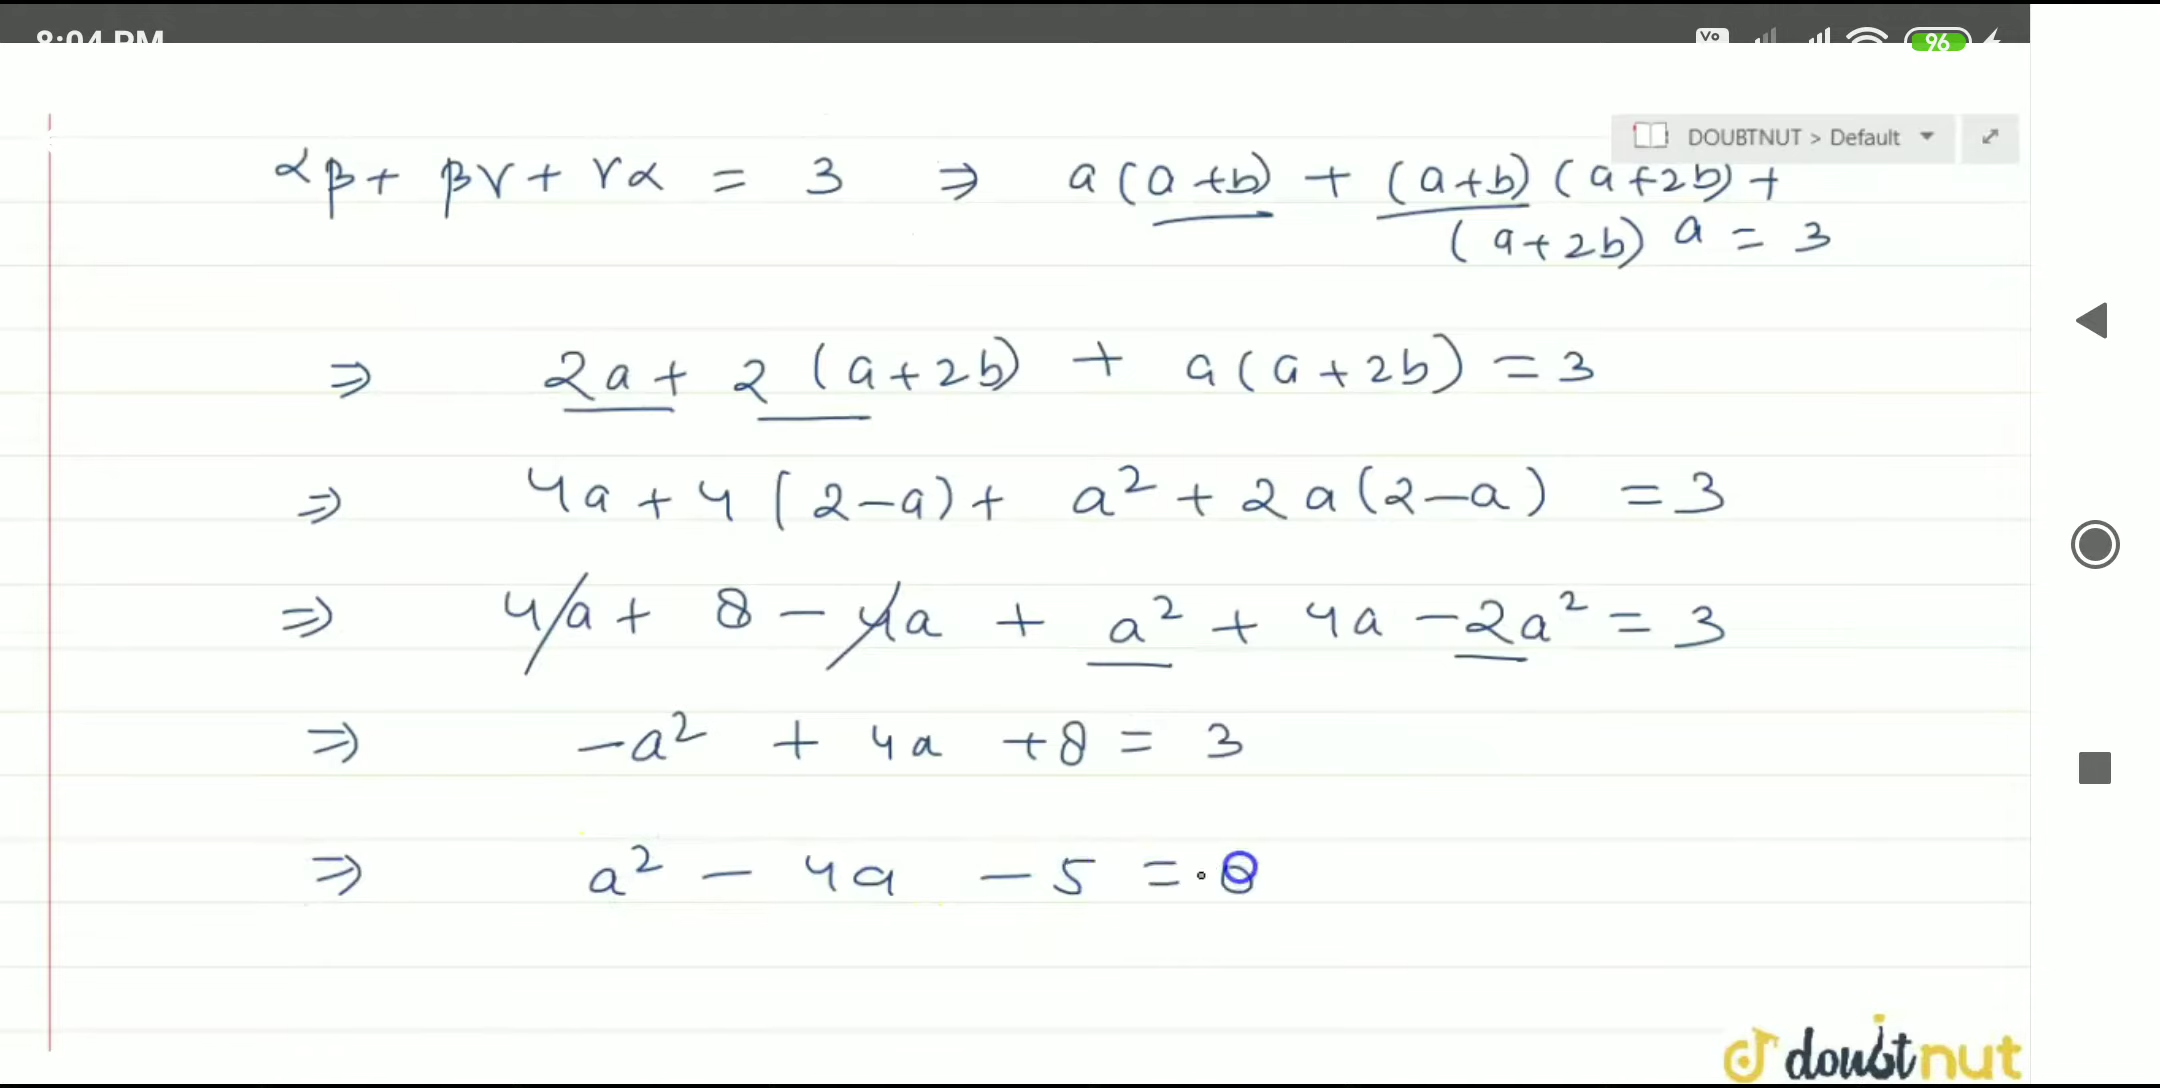 8:04 PM Vo 96
DOUBTNUT > Default
αβ + βγ + γα = 3 ⇒ a(a+b) + (a+b)(a+2b) +
(a+2b) a = 3
⇒ 2a + 2(a+2b) + a(a+2b) = 3
⇒ 4a + 4(2-a) + a² + 2a(2-a) = 3
⇒ 4a + 8 - 4a + a² + 4a - 2a² = 3
⇒ -a² + 4a + 8 = 3
⇒ a² - 4a - 5 =
doubtnut